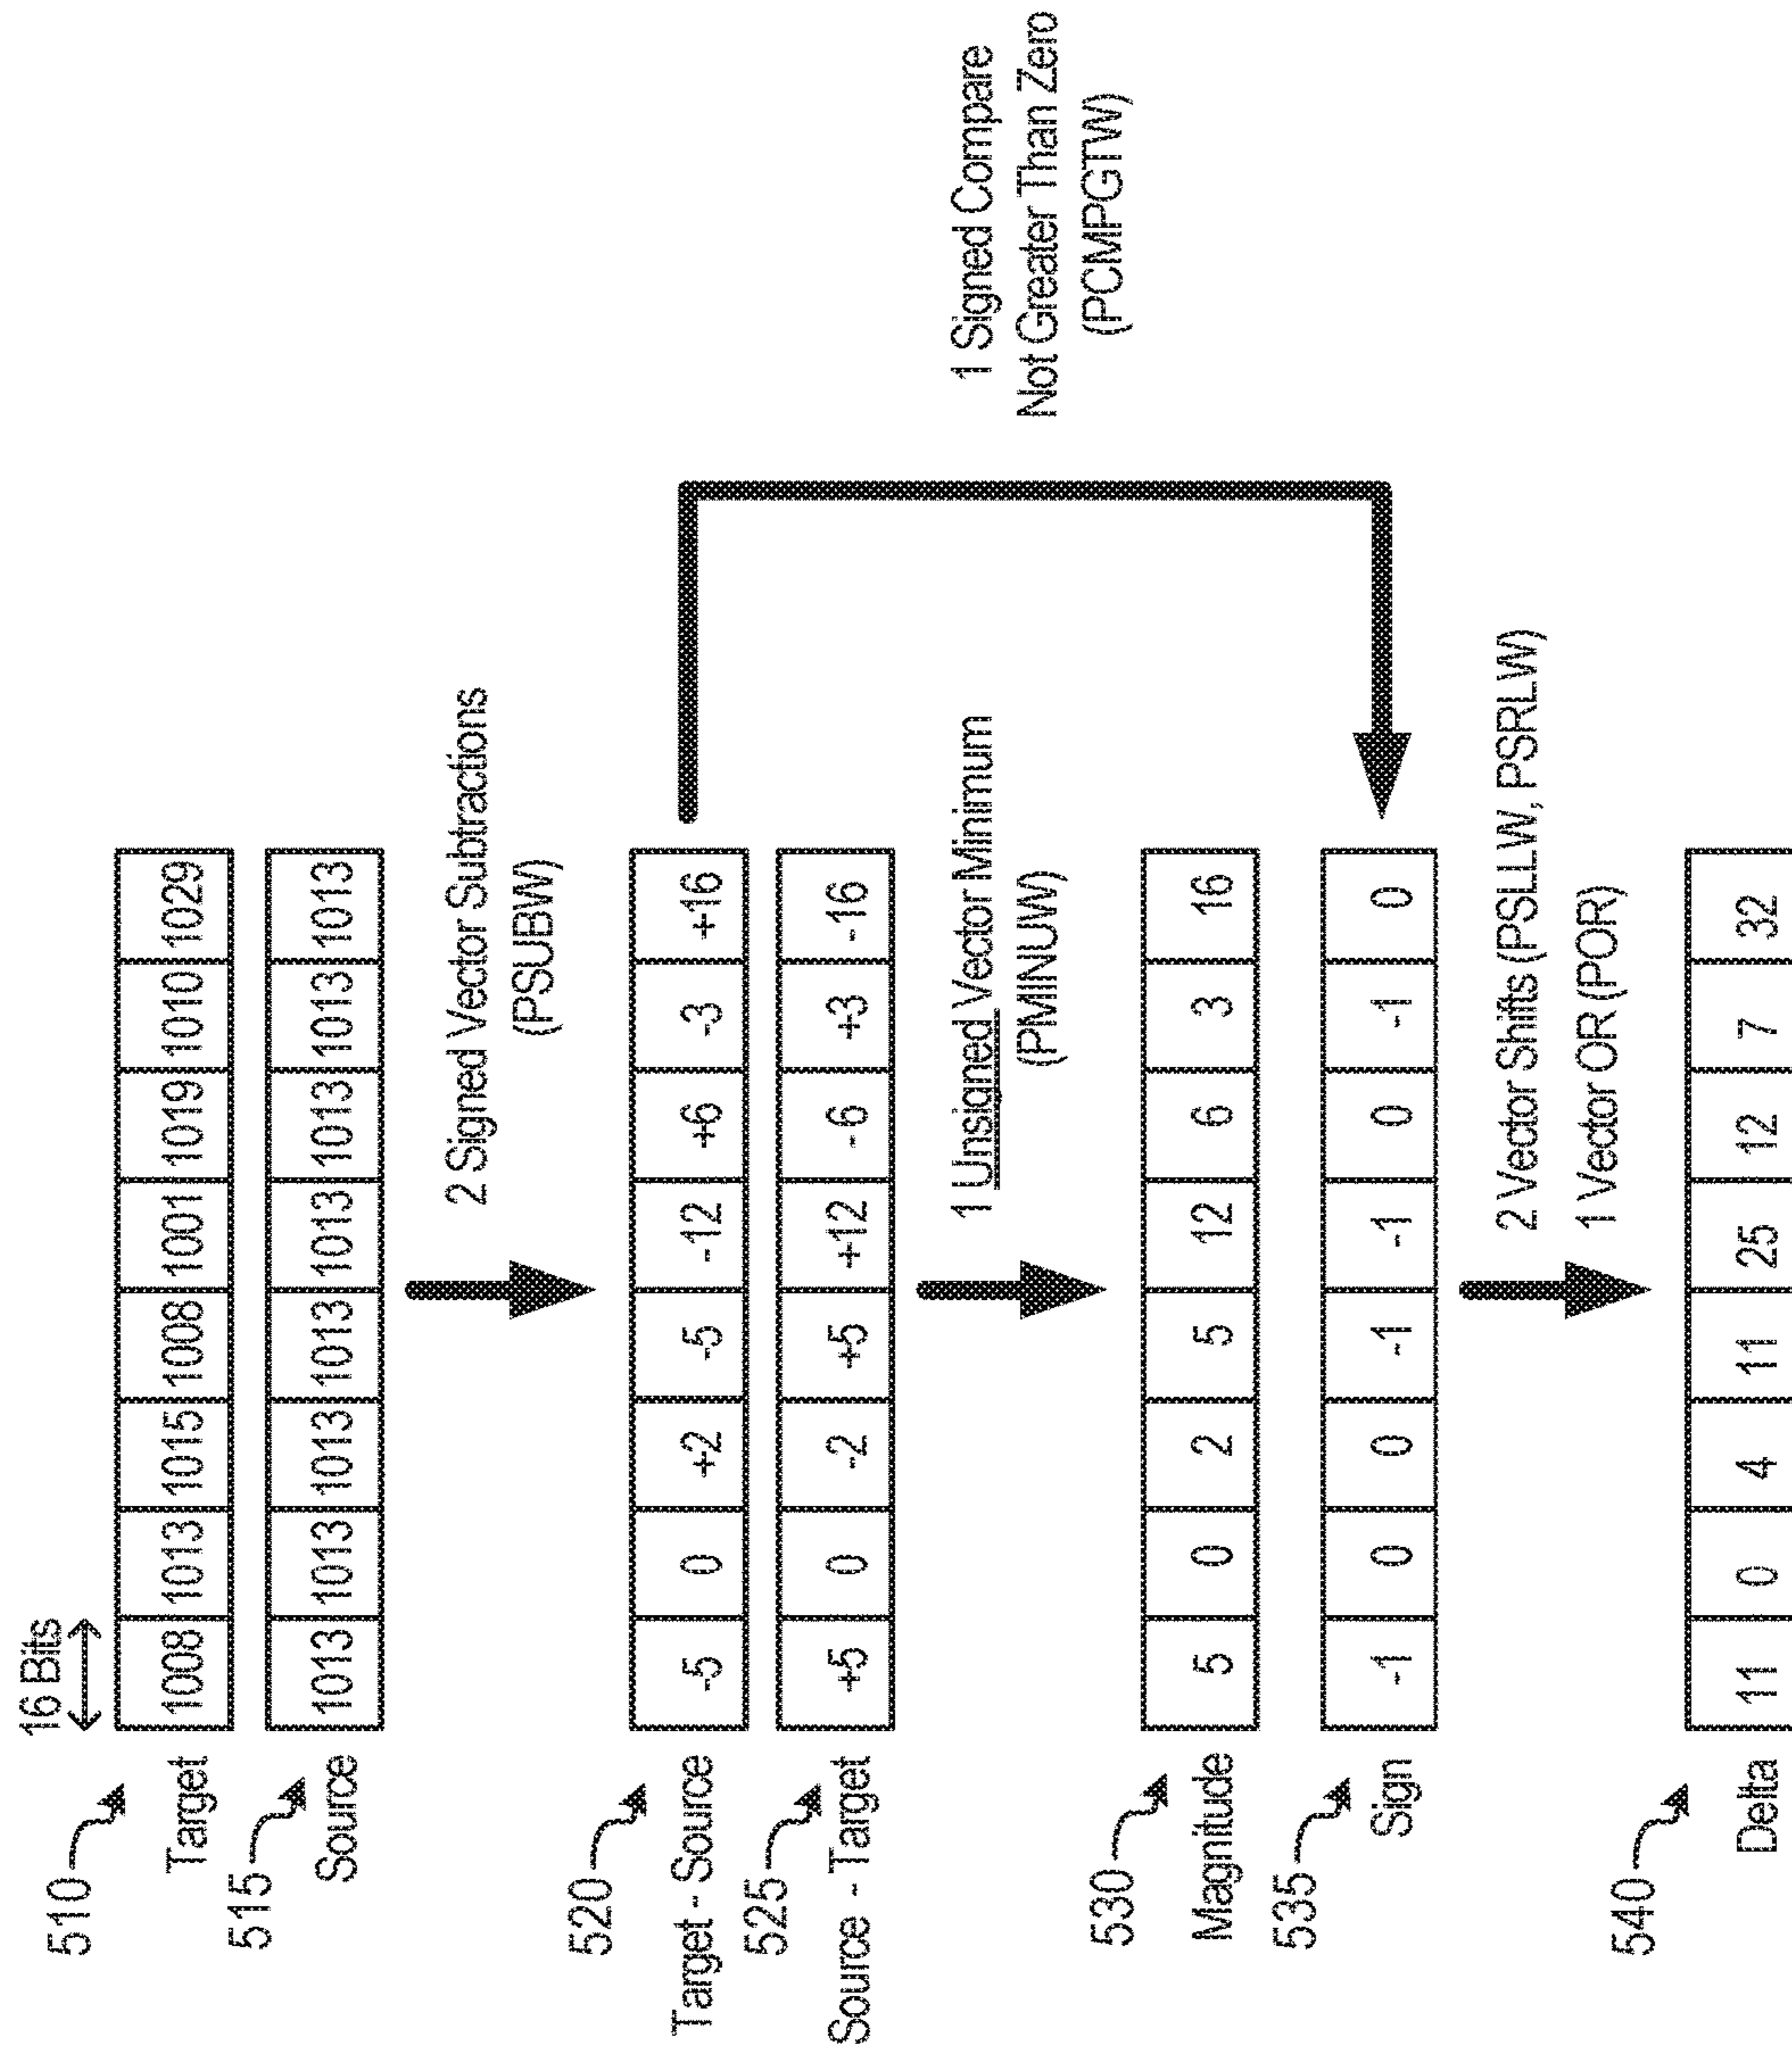 16 Bits
510
Target
1008 1013 1015 1008 1001 1019 1010 1029
515
Source
1013 1013 1013 1013 1013 1013 1013 1013
2 Signed Vector Subtractions
(PSUBW)
520
Target - Source
-5 0 +2 -5 -12 +6 -3 +16
525
Source - Target
+5 0 -2 +5 +12 -6 +3 -16
1 Unsigned Vector Minimum
(PMINUW)
1 Signed Compare
Not Greater Than Zero
(PCMPGTW)
530
Magnitude
5 0 2 5 12 6 3 16
535
Sign
-1 0 0 -1 -1 0 -1 0
2 Vector Shifts (PSLLW, PSRLW)
1 Vector OR (POR)
540
Delta
11 0 4 11 25 12 7 32